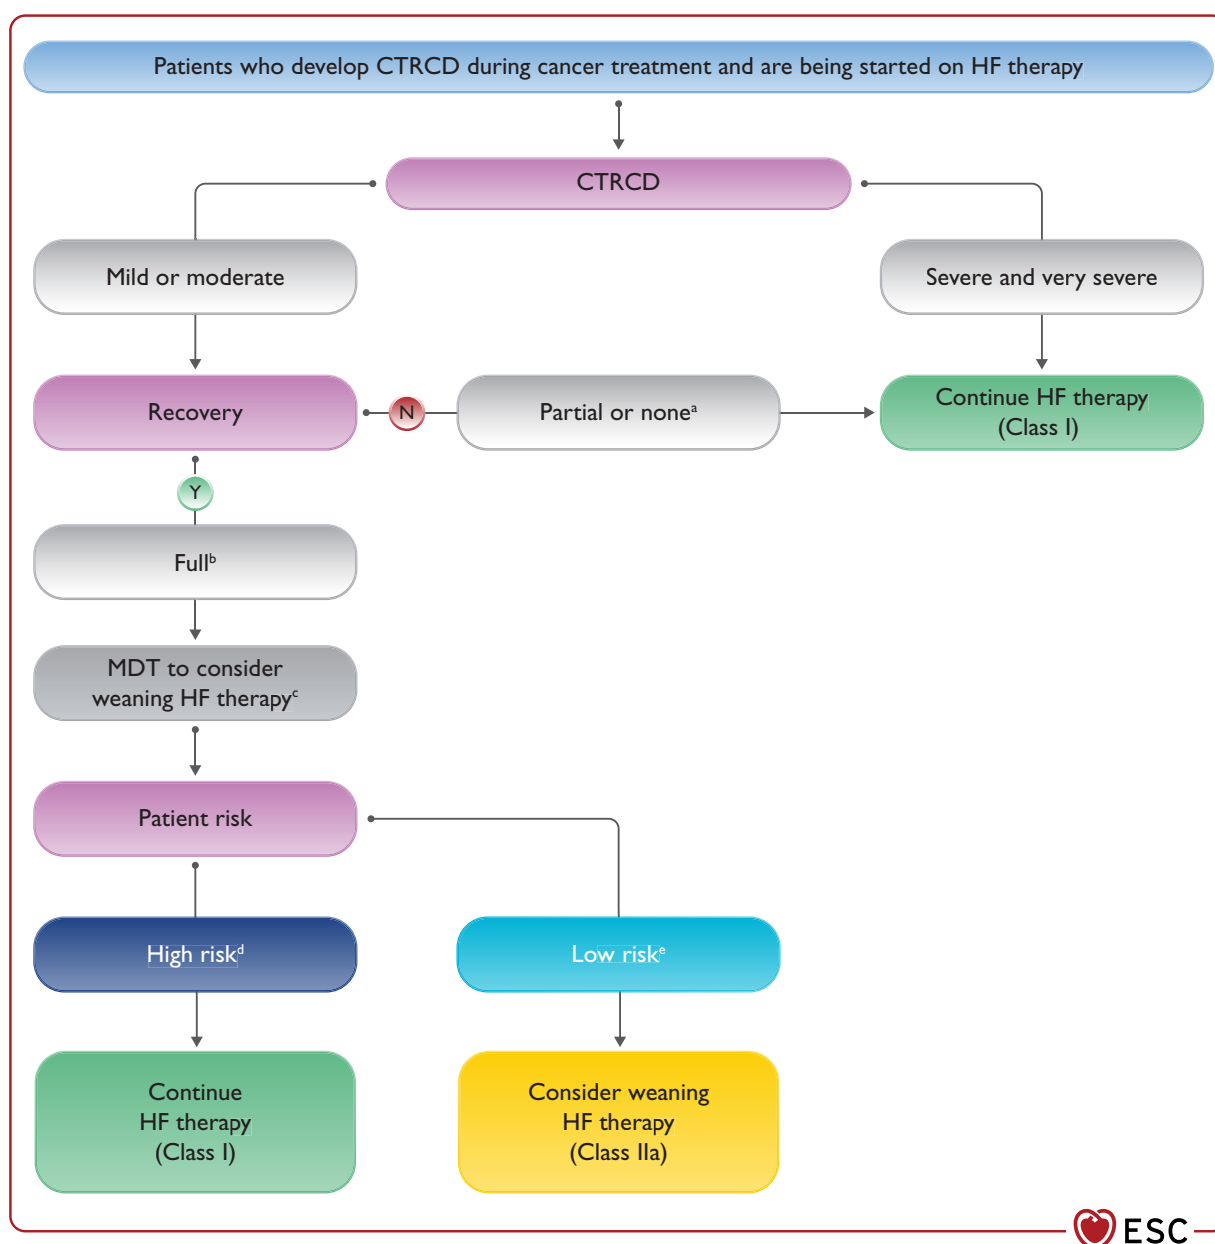 Patients who develop CTRCD during cancer treatment and are being started on HF therapy
CTRCD
Mild or moderate
Severe and very severe
Recovery
N
Partial or noneᵃ
Continue HF therapy
(Class I)
Y
Fullᵇ
MDT to consider
weaning HF therapyᶜ
Patient risk
High riskᵈ
Low riskᵉ
Continue
HF therapy
(Class I)
Consider weaning
HF therapy
(Class IIa)
ESC